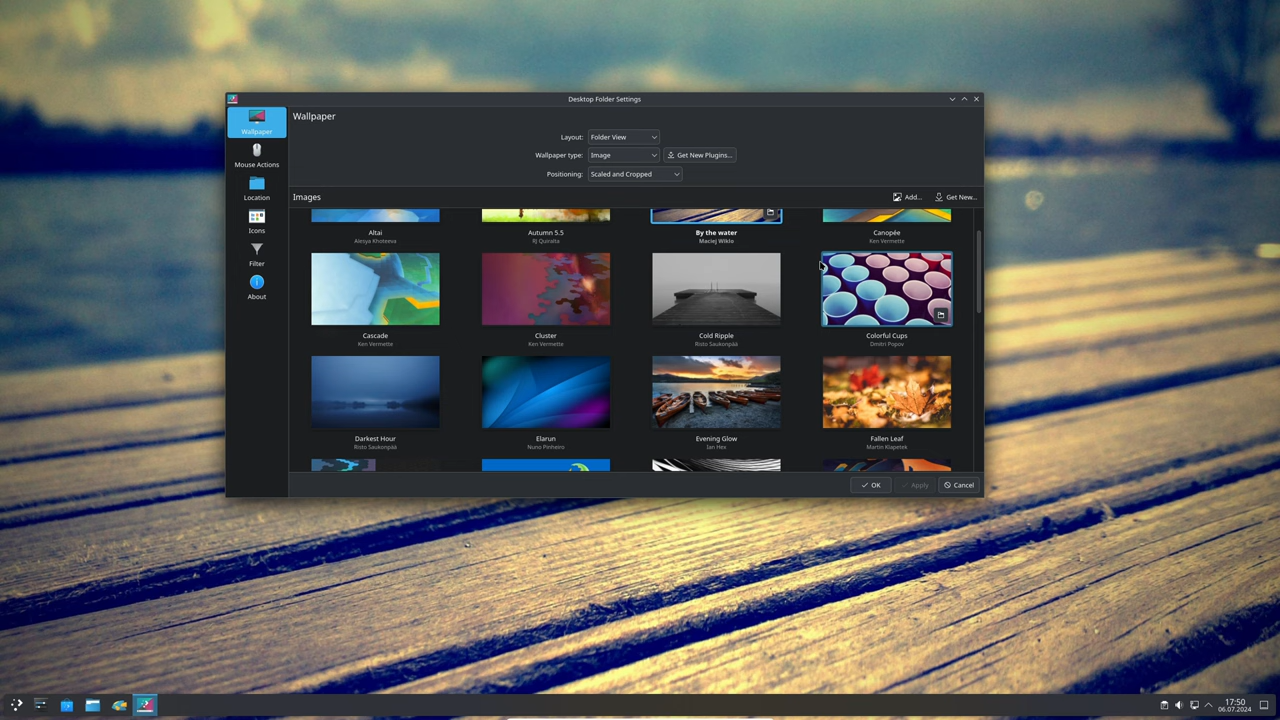 Desktop Folder Settings
Wallpaper
Mouse Actions
Location
Icons
Filter
About
Wallpaper
Layout: Folder View
Wallpaper type: Image Get New Plugins...
Positioning: Scaled and Cropped
Images Add... Get New...
Altai Autumn 5.5 By the water Canopée
Alesya Khoteeva RJ Quiralta Maciej Wiklo Ken Vermette
Cascade Cluster Cold Ripple Colorful Cups
Ken Vermette Ken Vermette Risto Saukonpää Dmitri Popov
Darkest Hour Elarun Evening Glow Fallen Leaf
Risto Saukonpää Nuno Pinheiro Jan Hex Martin Klapetek
OK Apply Cancel
17:50
06.07.2024